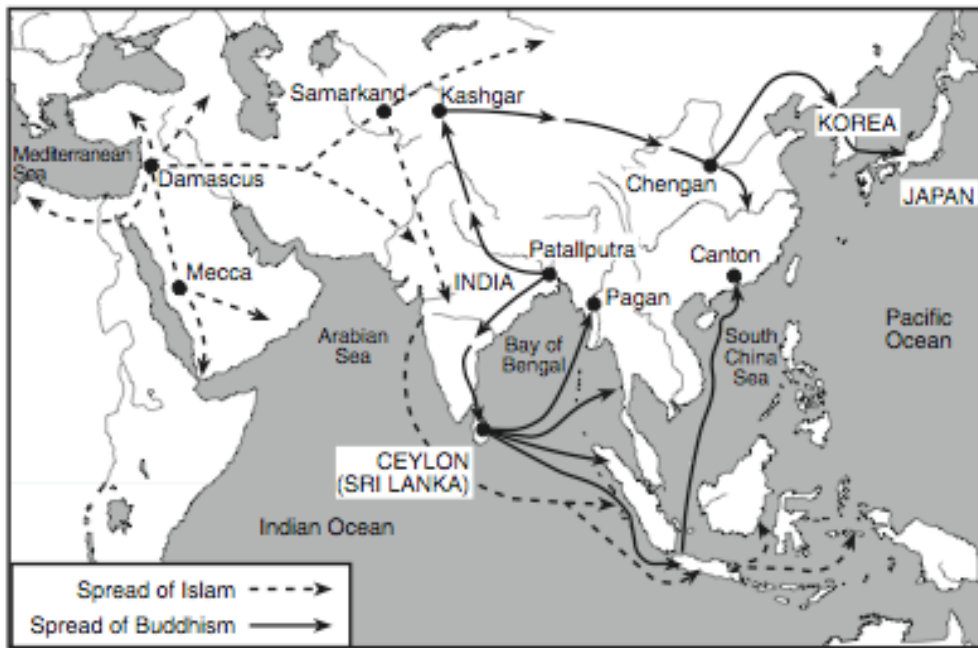 Samarkand
Kashgar
KOREA
Mediterranean
Sea
Damascus
Chengan
JAPAN
Patallputra
Canton
Mecca
INDIA
Pagan
Arabian
Sea
Bay of
Bengal
South
China
Sea
Pacific
Ocean
CEYLON
(SRI LANKA)
Indian Ocean
Spread of Islam
Spread of Buddhism